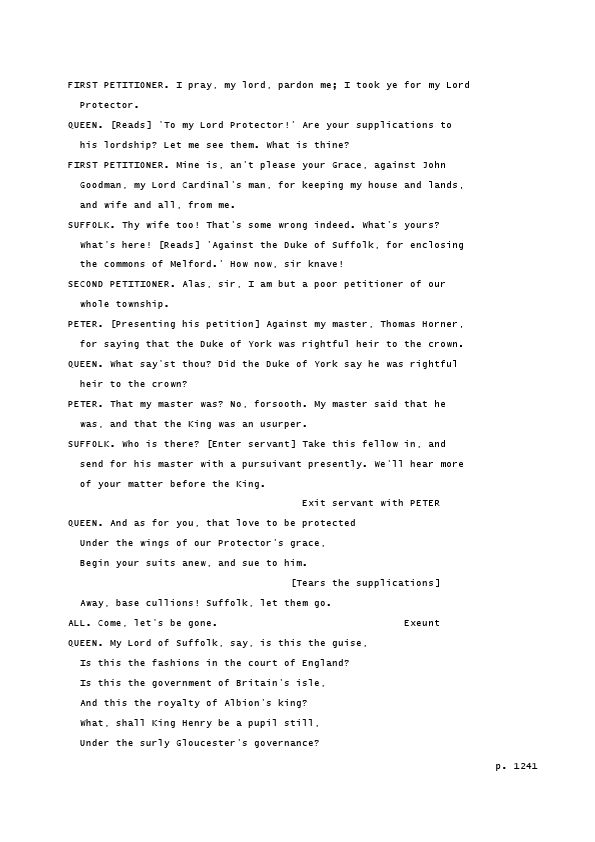 FIRST PETITIONER. I pray, my lord, pardon me; I took ye for my Lord
Protector.
QUEEN. [Reads] 'To my Lord Protector!' Are your supplications to
his lordship? Let me see them. What is thine?
FIRST PETITIONER. Mine is, an't please your Grace, against John
Goodman, my Lord Cardinal's man, for keeping my house and lands,
and wife and all, from me.
SUFFOLK. Thy wife too! That's some wrong indeed. What's yours?
What's here! [Reads] 'Against the Duke of Suffolk, for enclosing
the commons of Melford.' How now, sir knave!
SECOND PETITIONER. Alas, sir, I am but a poor petitioner of our
whole township.
PETER. [Presenting his petition] Against my master, Thomas Horner,
for saying that the Duke of York was rightful heir to the crown.
QUEEN. What say'st thou? Did the Duke of York say he was rightful
heir to the crown?
PETER. That my master was? No, forsooth. My master said that he
was, and that the King was an usurper.
SUFFOLK. Who is there? [Enter servant] Take this fellow in, and
send for his master with a pursuivant presently. We'll hear more
of your matter before the King.
Exit servant with PETER
QUEEN. And as for you, that love to be protected
Under the wings of our Protector's grace,
Begin your suits anew, and sue to him.
[Tears the supplications]
Away, base cullions! Suffolk, let them go.
ALL. Come, let's be gone. Exeunt
QUEEN. My Lord of Suffolk, say, is this the guise,
Is this the fashions in the court of England?
Is this the government of Britain's isle,
And this the royalty of Albion's king?
What, shall King Henry be a pupil still,
Under the surly Gloucester's governance?
p. 1241